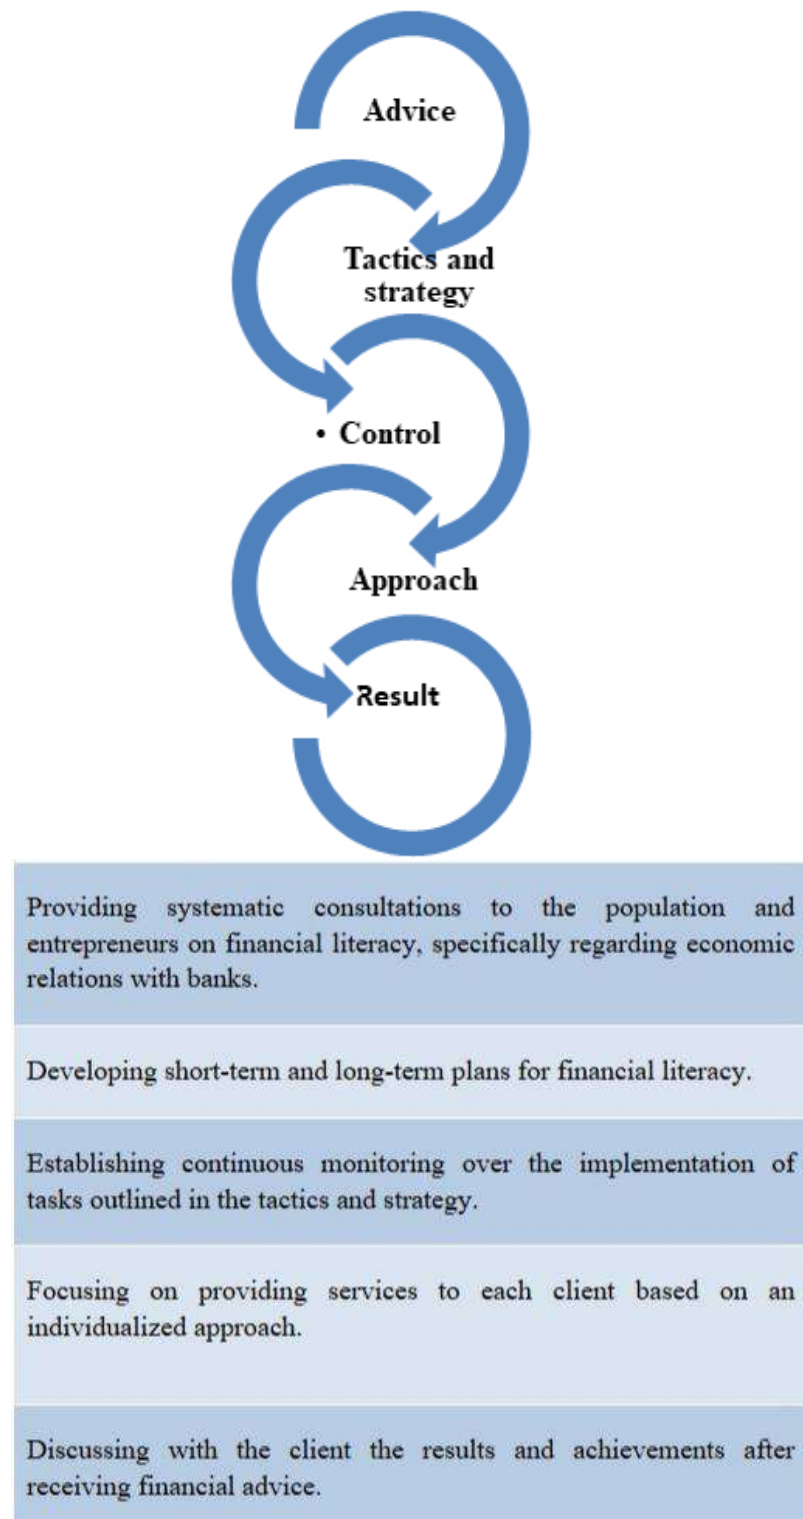 Advice
Tactics and
strategy
• Control
Approach
Result
Providing systematic consultations to the population and
entrepreneurs on financial literacy, specifically regarding economic
relations with banks.
Developing short-term and long-term plans for financial literacy.
Establishing continuous monitoring over the implementation of
tasks outlined in the tactics and strategy.
Focusing on providing services to each client based on an
individualized approach.
Discussing with the client the results and achievements after
receiving financial advice.